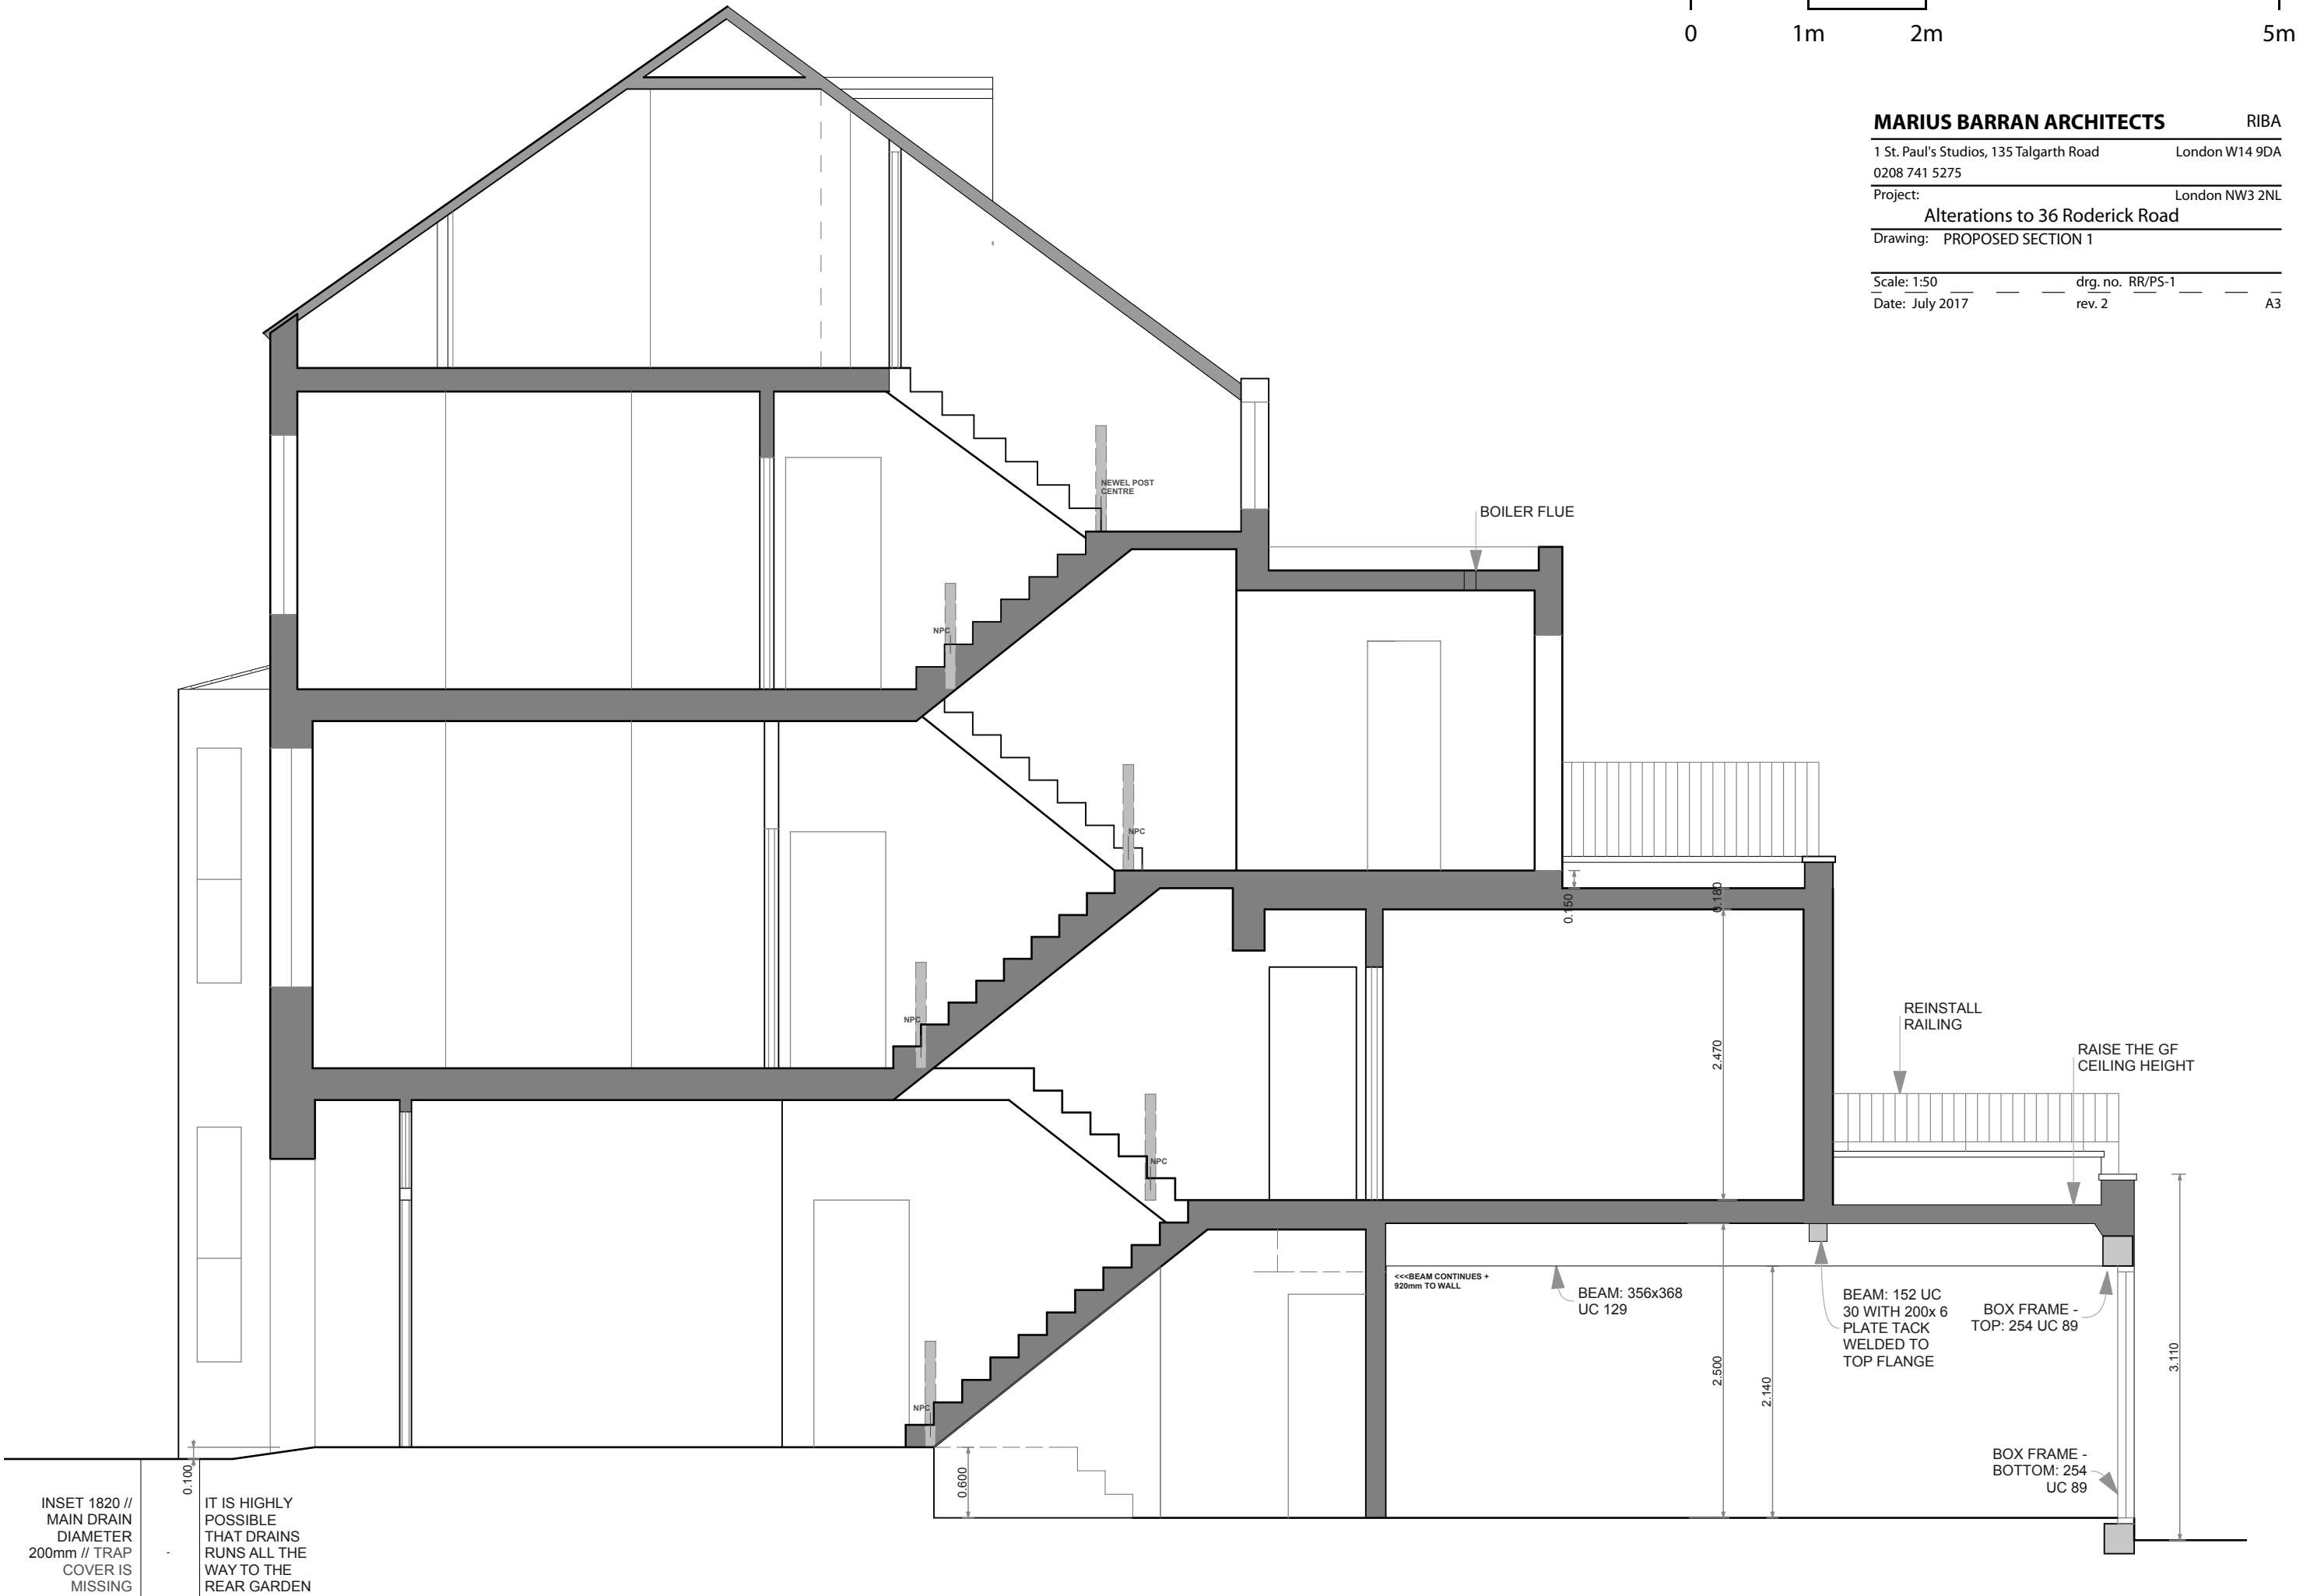 0 1m 2m 5m
MARIUS BARRAN ARCHITECTS RIBA
1 St. Paul's Studios, 135 Talgarth Road London W14 9DA
0208 741 5275
Project: London NW3 2NL
Alterations to 36 Roderick Road
Drawing: PROPOSED SECTION 1
Scale: 1:50 drg. no. RR/PS-1
Date: July 2017 rev. 2 A3
NEWEL POST
CENTRE
BOILER FLUE
NPC
NPC
0.150
0.180
NPC
2.470
REINSTALL
RAILING
RAISE THE GF
CEILING HEIGHT
NPC
<<<BEAM CONTINUES +
920mm TO WALL
BEAM: 356x368
UC 129
BEAM: 152 UC
30 WITH 200x 6
PLATE TACK
WELDED TO
TOP FLANGE
BOX FRAME -
TOP: 254 UC 89
2.500
2.140
3.110
NPC
BOX FRAME -
BOTTOM: 254
UC 89
0.100
0.600
INSET 1820 //
MAIN DRAIN
DIAMETER
200mm // TRAP
COVER IS
MISSING
-
IT IS HIGHLY
POSSIBLE
THAT DRAINS
RUNS ALL THE
WAY TO THE
REAR GARDEN